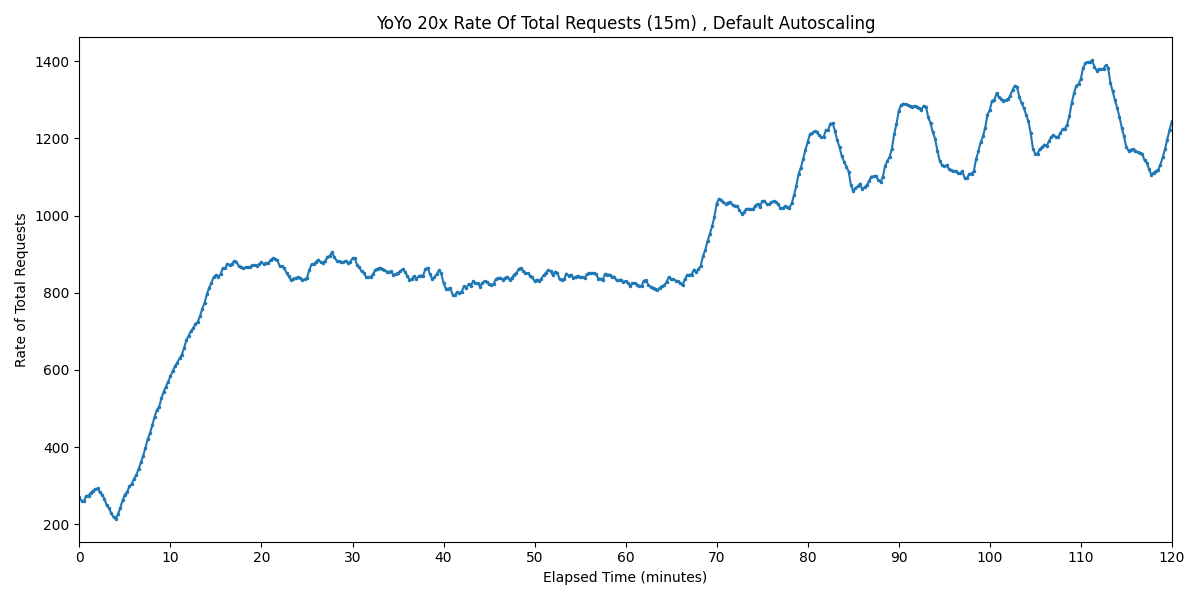 YoYo 20x Rate Of Total Requests (15m) , Default Autoscaling
Rate of Total Requests
1400
1200
1000
800
600
400
200
0 10 20 30 40 50 60 70 80 90 100 110 120
Elapsed Time (minutes)